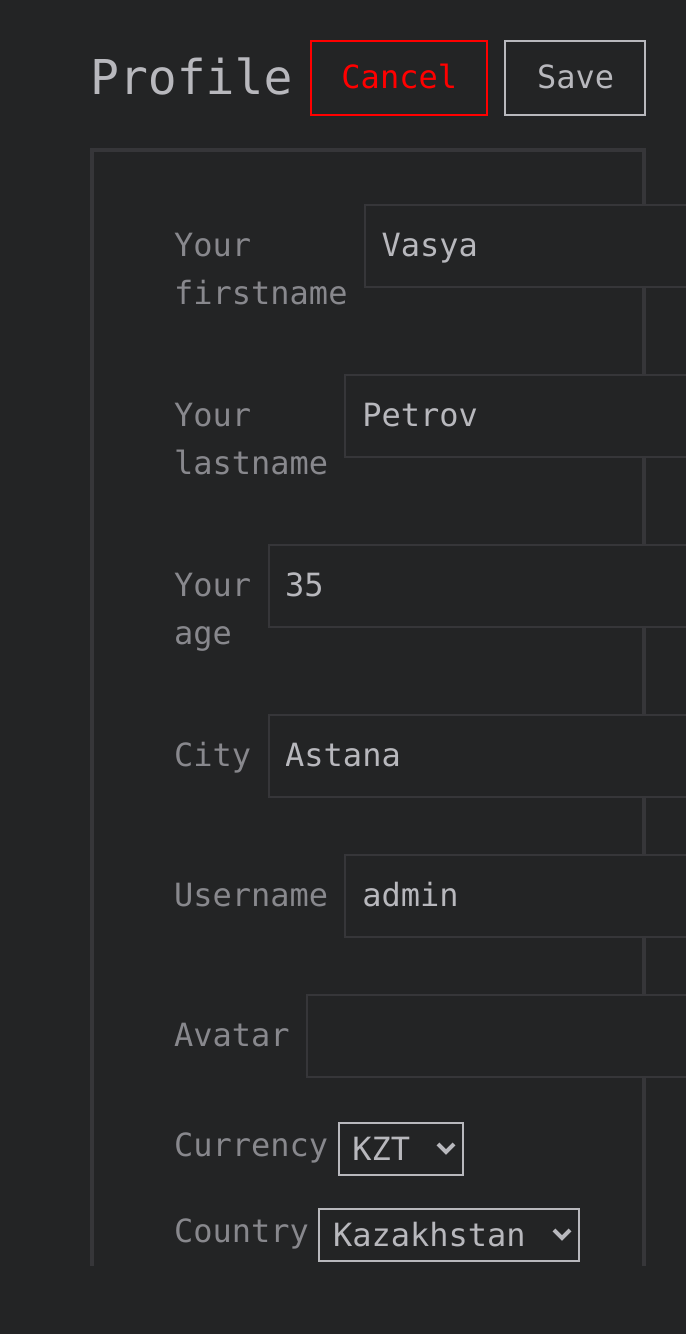 Profile Cancel Save
Your firstname Vasya
Your lastname Petrov
Your age 35
City Astana
Username admin
Avatar
Currency KZT
Country Kazakhstan